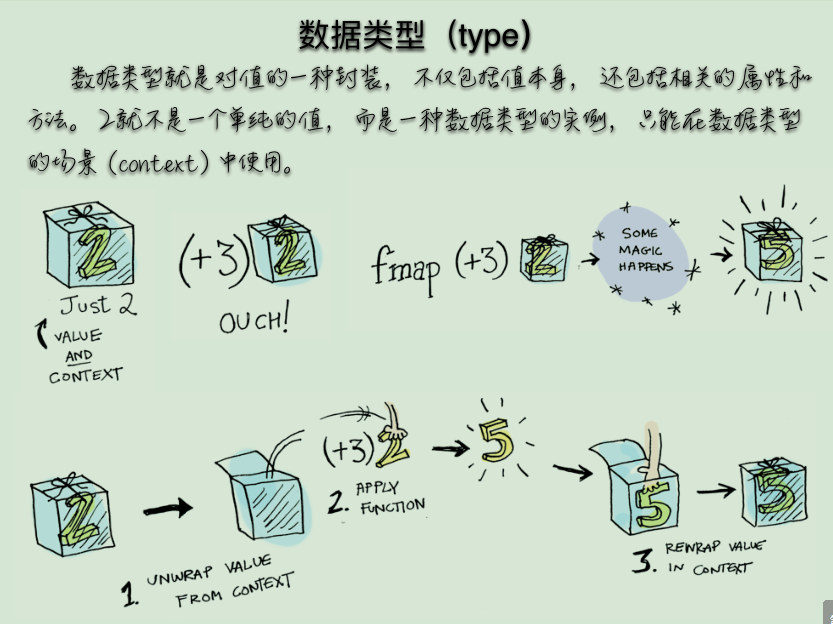 数据类型（type）
数据类型就是对值的一种封装，不仅包括值本身，还包括相关的属性和
方法。2就不是一个单纯的值，而是一种数据类型的实例，只能在数据类型
的场景（context）中使用。
2
Just 2
VALUE
AND
CONTEXT
(+3) 2
OUCH!
fmap (+3) 2
SOME
MAGIC
HAPPENS
5
2
1. UNWRAP VALUE
FROM CONTEXT
(+3) 2
2. APPLY
FUNCTION
5
5
3. REWRAP VALUE
IN CONTEXT
5